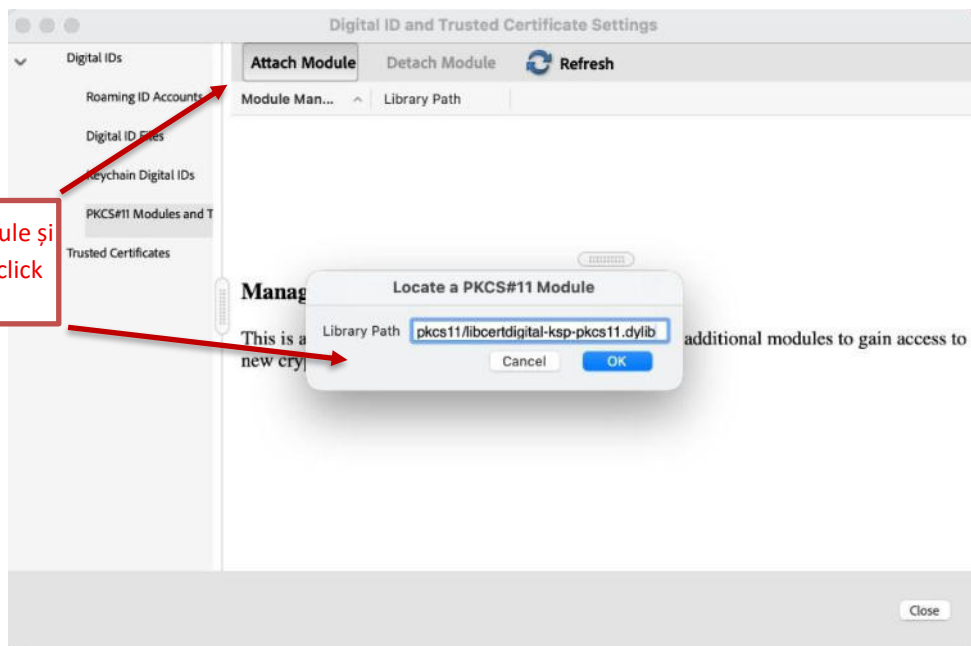 Digital ID and Trusted Certificate Settings
Digital IDs
Attach Module Detach Module Refresh
Roaming ID Accounts
Module Man... Library Path
Digital ID Files
Keychain Digital IDs
PKCS#11 Modules and T
ule și
click
Trusted Certificates
Locate a PKCS#11 Module
Manag
Library Path pkcs11/libcertdigital-ksp-pkcs11.dylib
This is a additional modules to gain access to
new cry
Cancel OK
Close